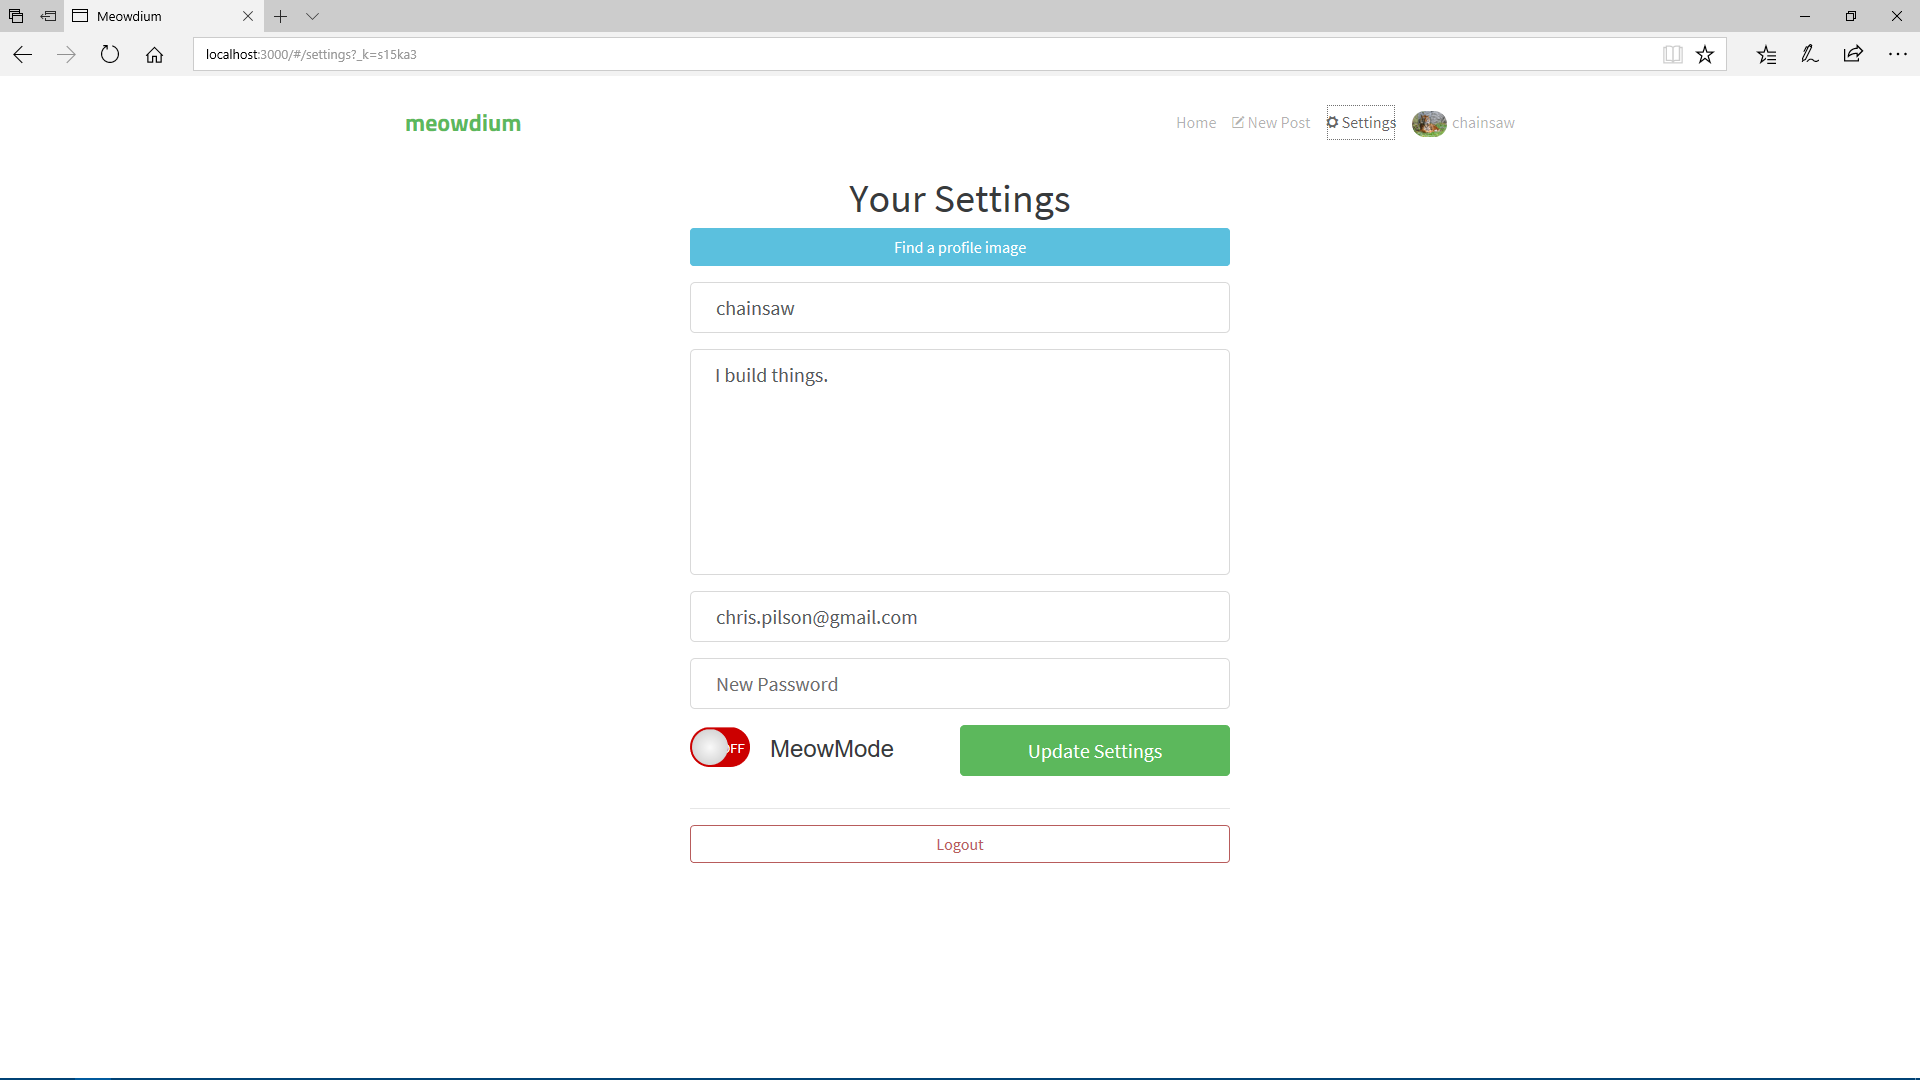 Meowdium
localhost:3000/#/settings?_k=s15ka3
meowdium
Home
New Post
Settings
chainsaw
Your Settings
Find a profile image
chainsaw
I build things.
chris.pilson@gmail.com
New Password
FF
MeowMode
Update Settings
Logout